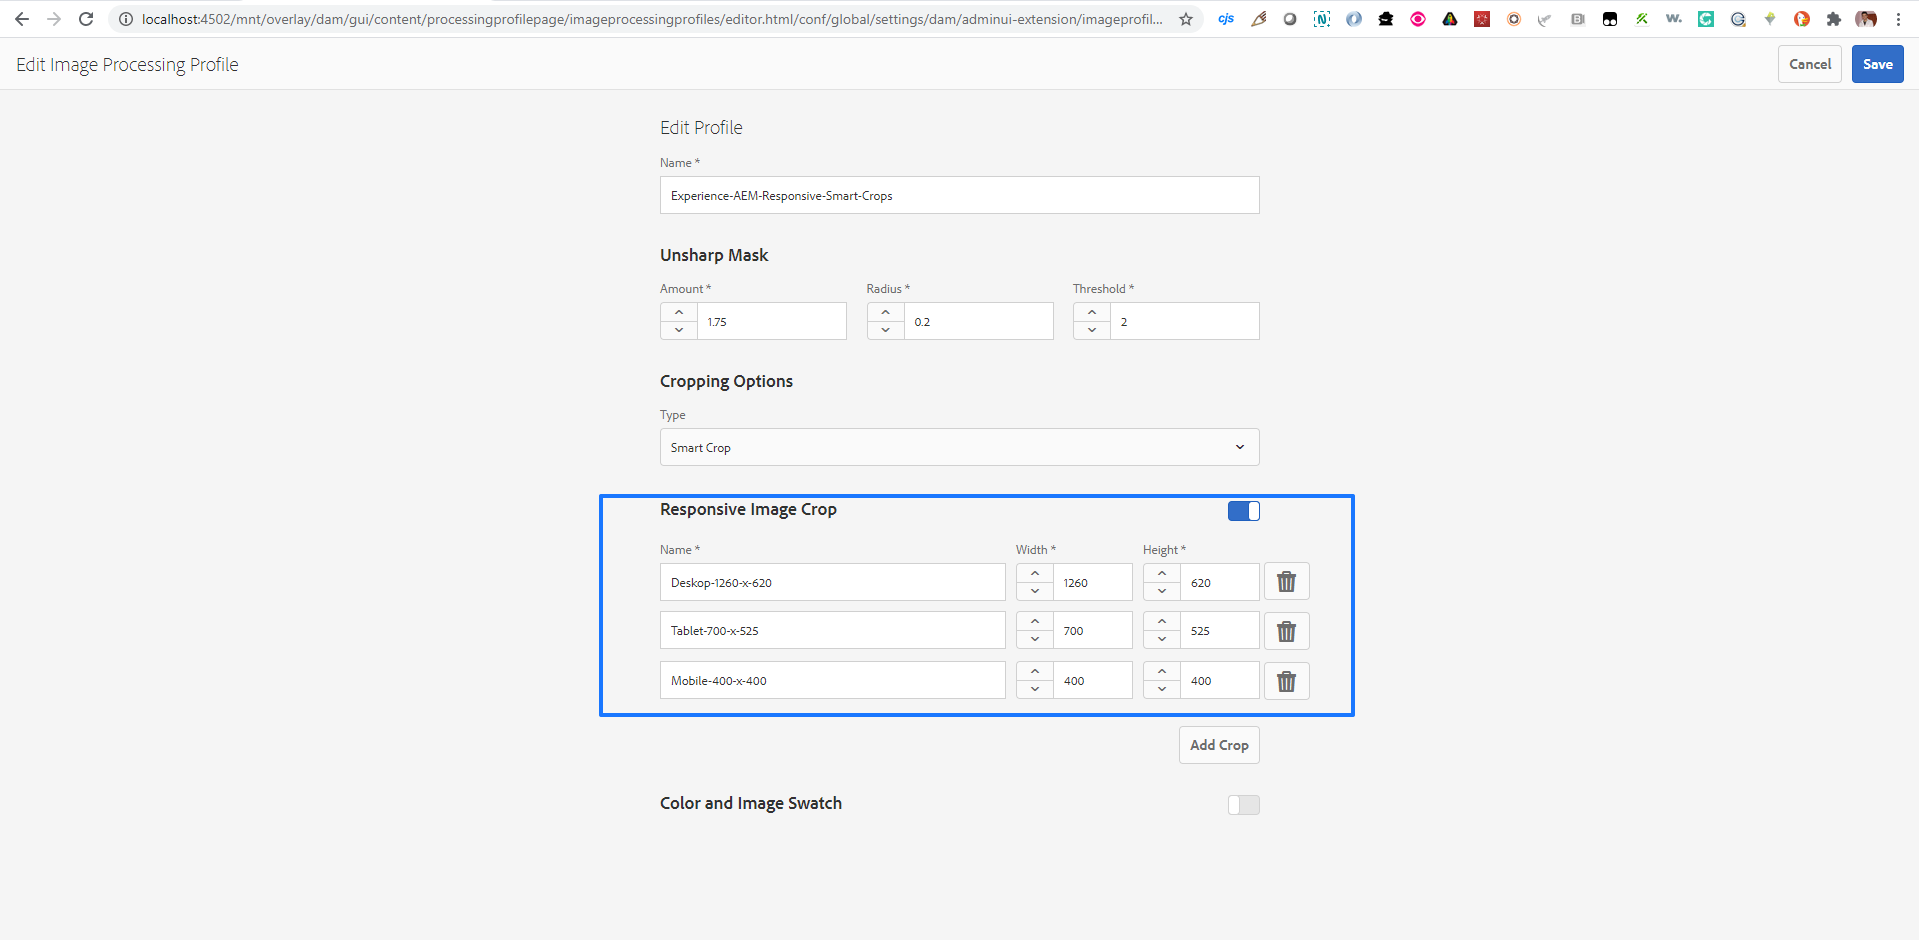 localhost:4502/mnt/overlay/dam/gui/content/processingprofilepage/imageprocessingprofiles/editor.html/conf/global/settings/dam/adminui-extension/imageprofil...
cjs
N
w.
Edit Image Processing Profile
Cancel
Save
Edit Profile
Name *
Experience-AEM-Responsive-Smart-Crops
Unsharp Mask
Amount * Radius * Threshold *
1.75 0.2 2
Cropping Options
Type
Smart Crop
Responsive Image Crop
Name * Width * Height *
Deskop-1260-x-620 1260 620
Tablet-700-x-525 700 525
Mobile-400-x-400 400 400
Add Crop
Color and Image Swatch